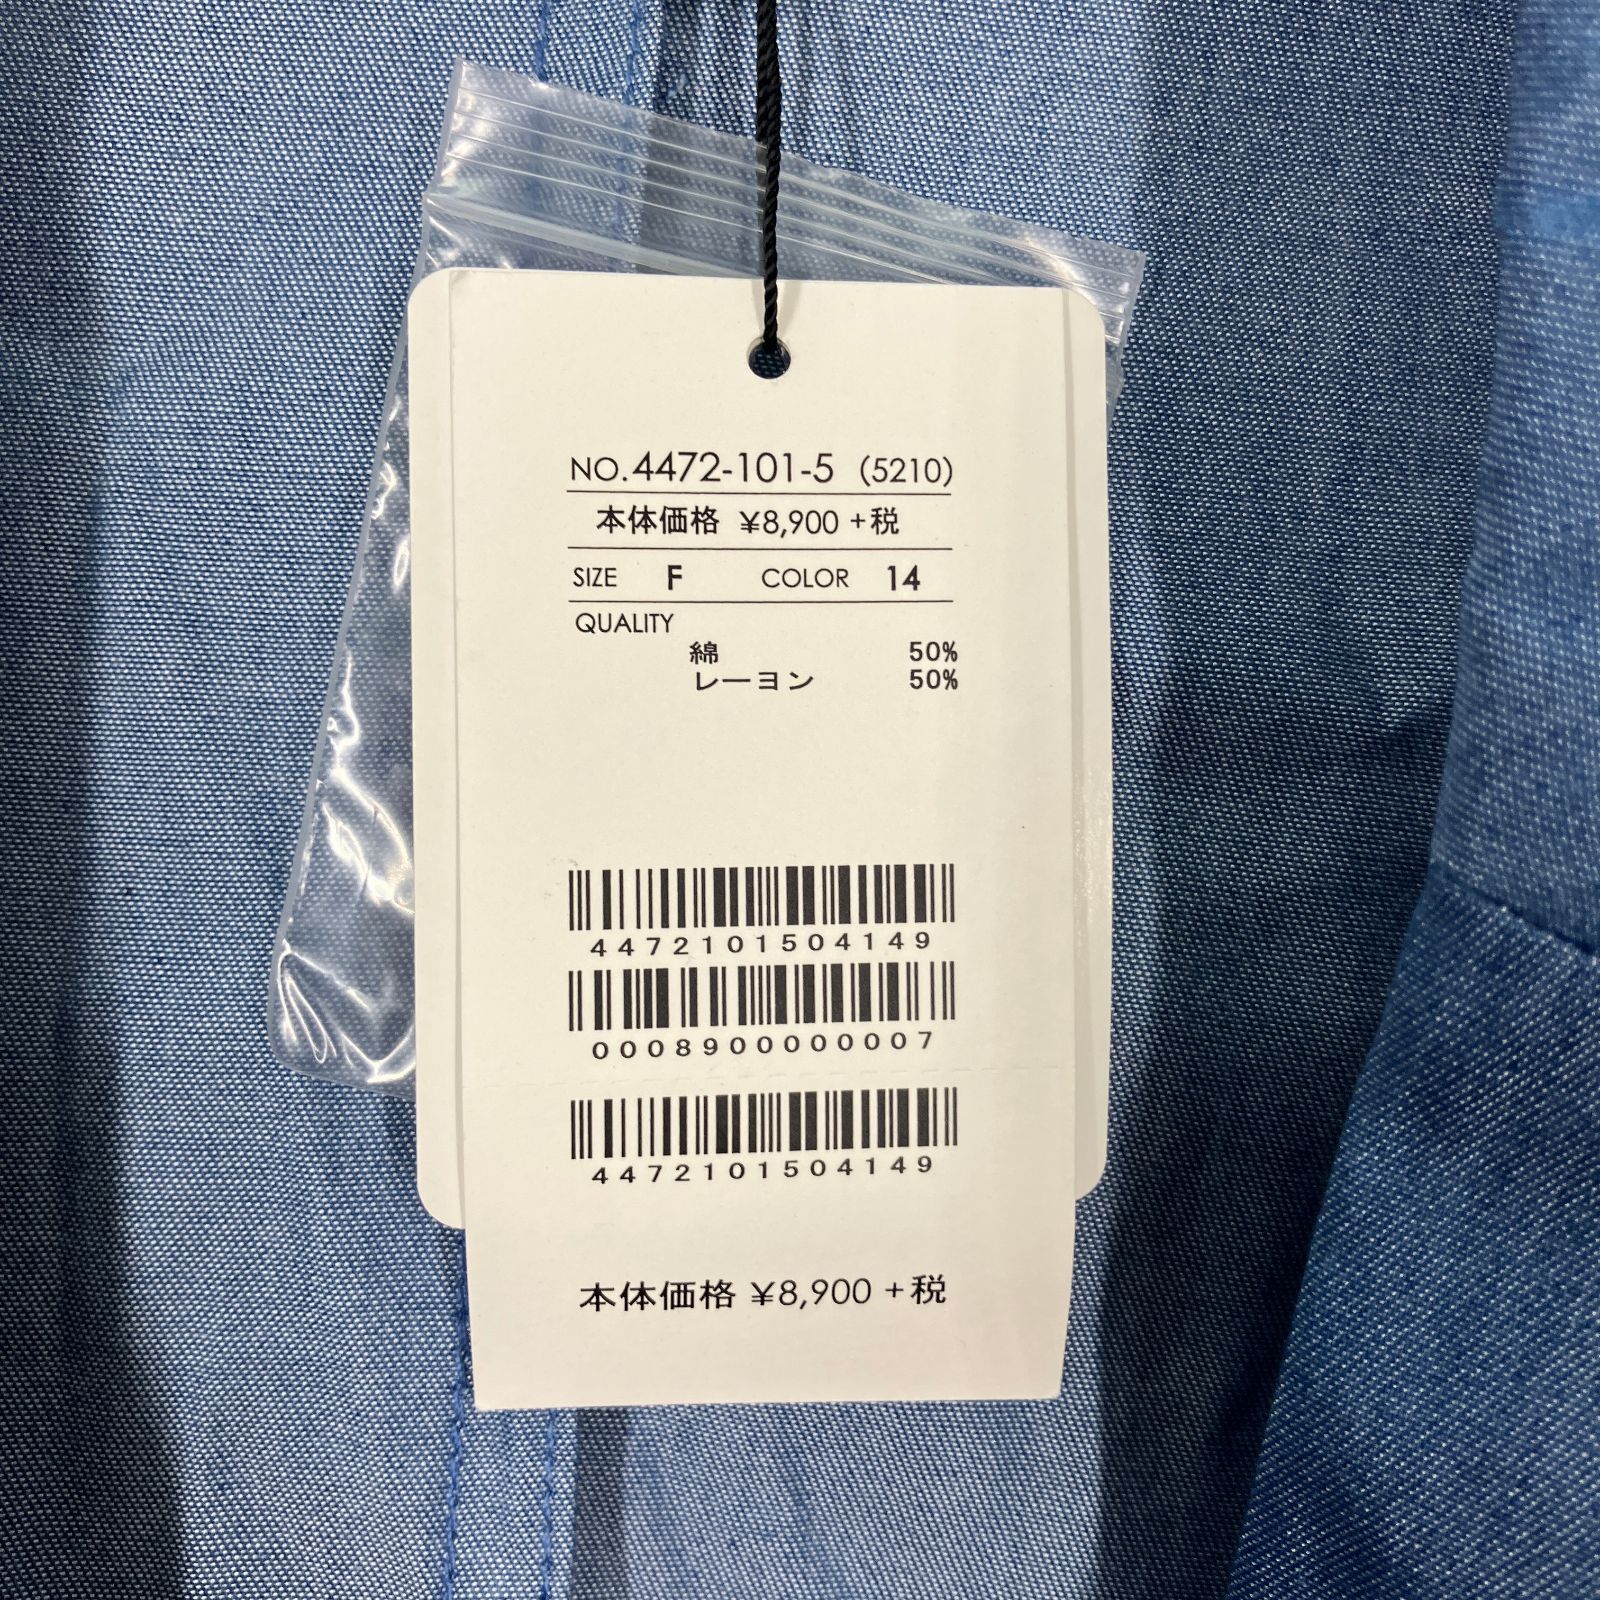 NO.4472-101-5 (5210)
本体価格 ¥8,900 +税
SIZE F COLOR 14
QUALITY
綿 50%
レーヨン 50%
4472101504149
0008900000007
4472101504149
本体価格 ¥8,900 +税